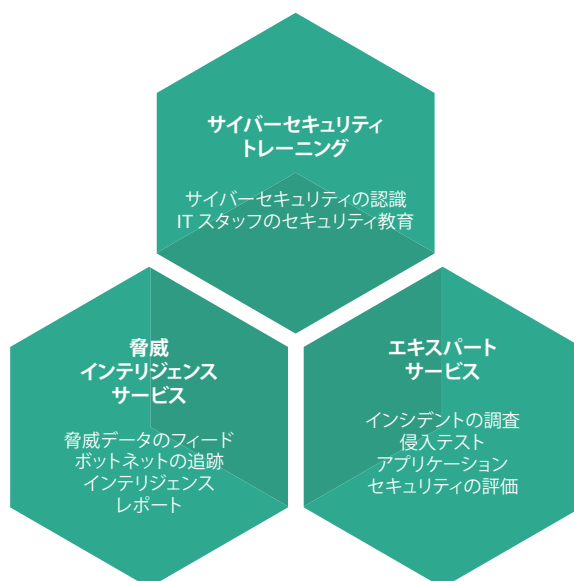 サイバーセキュリティ
トレーニング
サイバーセキュリティの認識
IT スタッフのセキュリティ教育
脅威
インテリジェンス
サービス
脅威データのフィード
ボットネットの追跡
インテリジェンス
レポート
エキスパート
サービス
インシデントの調査
侵入テスト
アプリケーション
セキュリティの評価